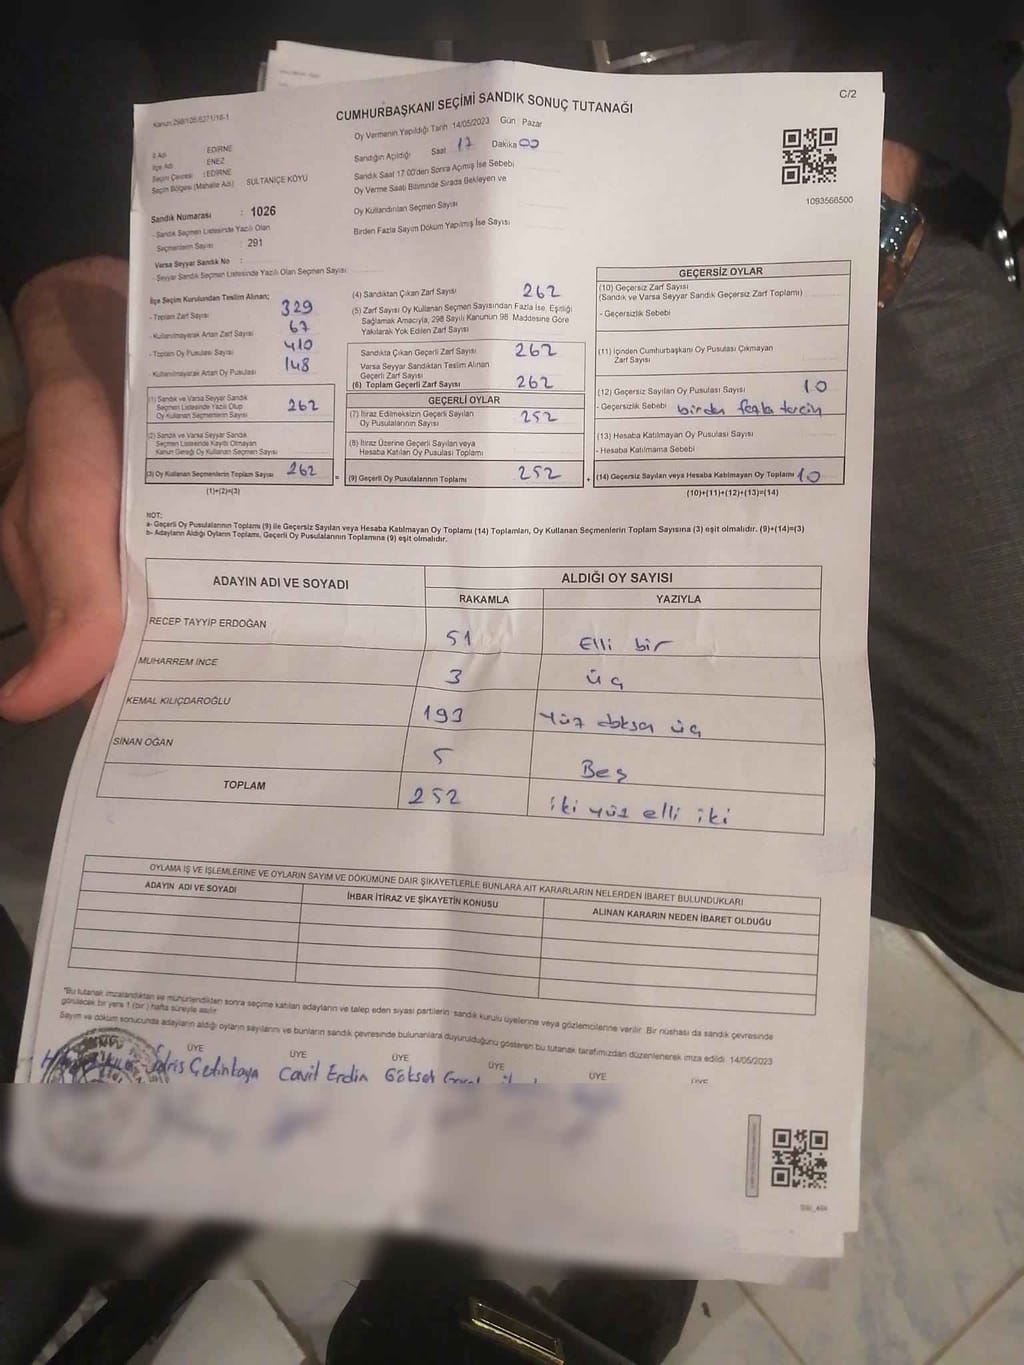 C/2
Kanun:298/105;6271/18-1
CUMHURBAŞKANI SEÇİMİ SANDIK SONUÇ TUTANAĞI
Oy Vermenin Yapıldığı Tarih 14/05/2023 Gün Pazar
İl Adı : EDİRNE
İlçe Adı : ENEZ
Seçim Çevresi : EDİRNE
Seçim Bölgesi (Mahalle Adı) SULTANİÇE KÖYÜ
Sandığın Açıldığı Saat 17 Dakika 00
Sandık Saat 17.00'den Sonra Açılmış İse Sebebi
Oy Verme Saati Bitiminde Sırada Bekleyen ve
Oy Kullandırılan Seçmen Sayısı
Birden Fazla Sayım Döküm Yapılmış İse Sayısı
1093566500
Sandık Numarası : 1026
- Sandık Seçmen Listesinde Yazılı Olan
Seçmenlerin Sayısı : 291
Varsa Seyyar Sandık No :
- Seyyar Sandık Seçmen Listesinde Yazılı Olan Seçmen Sayısı
İlçe Seçim Kurulundan Teslim Alınan;
- Toplam Zarf Sayısı 329
- Kullanılmayarak Artan Zarf Sayısı 67
- Toplam Oy Pusulası Sayısı 410
- Kullanılmayarak Artan Oy Pusulası 148
(1) Sandık ve Varsa Seyyar Sandık
Seçmen Listesinde Yazılı Olup
Oy Kullanan Seçmenlerin Sayısı 262
(2) Sandık ve Varsa Seyyar Sandık
Seçmen Listesinde Kayıtlı Olmayan
Kanun Gereği Oy Kullanan Seçmen Sayısı
(3) Oy Kullanan Seçmenlerin Toplam Sayısı 262 =
(1)+(2)=(3)
(4) Sandıktan Çıkan Zarf Sayısı 262
(5) Zarf Sayısı Oy Kullanan Seçmen Sayısından Fazla İse, Eşitliği
Sağlamak Amacıyla, 298 Sayılı Kanunun 98. Maddesine Göre
Yakılarak Yok Edilen Zarf Sayısı
Sandıkta Çıkan Geçerli Zarf Sayısı 262
Varsa Seyyar Sandıktan Teslim Alınan
Geçerli Zarf Sayısı
(6) Toplam Geçerli Zarf Sayısı 262
GEÇERLİ OYLAR
(7) İtiraz Edilmeksizin Geçerli Sayılan
Oy Pusulalarının Sayısı 252
(8) İtiraz Üzerine Geçerli Sayılan veya
Hesaba Katılan Oy Pusulası Toplamı
(9) Geçerli Oy Pusulalarının Toplamı 252 +
GEÇERSİZ OYLAR
(10) Geçersiz Zarf Sayısı
(Sandık ve Varsa Seyyar Sandık Geçersiz Zarf Toplamı)
- Geçersizlik Sebebi
(11) İçinden Cumhurbaşkanı Oy Pusulası Çıkmayan
Zarf Sayısı
(12) Geçersiz Sayılan Oy Pusulası Sayısı 10
- Geçersizlik Sebebi birden fazla tercih
(13) Hesaba Katılmayan Oy Pusulası Sayısı
- Hesaba Katılmama Sebebi
(14) Geçersiz Sayılan veya Hesaba Katılmayan Oy Toplamı 10
(10)+(11)+(12)+(13)=(14)
NOT:
a- Geçerli Oy Pusulalarının Toplamı (9) ile Geçersiz Sayılan veya Hesaba Katılmayan Oy Toplamı (14) Toplamları, Oy Kullanan Seçmenlerin Toplam Sayısına (3) eşit olmalıdır. (9)+(14)=(3)
b- Adayların Aldığı Oyların Toplamı, Geçerli Oy Pusulalarının Toplamına (9) eşit olmalıdır.
ADAYIN ADI VE SOYADI ALDIĞI OY SAYISI
RAKAMLA YAZIYLA
RECEP TAYYİP ERDOĞAN 51 Elli bir
MUHARREM İNCE 3 üç
KEMAL KILIÇDAROĞLU 193 yüz doksan üç
SİNAN OĞAN 5 Beş
TOPLAM 252 iki yüz elli iki
OYLAMA İŞ VE İŞLEMLERİNE VE OYLARIN SAYIM VE DÖKÜMÜNE DAİR ŞİKAYETLERLE BUNLARA AİT KARARLARIN NELERDEN İBARET BULUNDUKLARI
ADAYIN ADI VE SOYADI İHBAR İTİRAZ VE ŞİKAYETİN KONUSU ALINAN KARARIN NEDEN İBARET OLDUĞU
*Bu tutanak imzalandıktan ve mühürlendikten sonra seçime katılan adayların ve talep eden siyasi partilerin sandık kurulu üyelerine veya gözlemcilerine verilir. Bir nüshası da sandık çevresinde
görülecek bir yere 1 (bir) hafta süreyle asılır
Sayım ve döküm sonucunda adayların aldığı oyların sayılarını ve bunların sandık çevresinde bulunanlara duyurulduğunu gösteren bu tutanak tarafımızdan düzenlenerek imza edildi. 14/05/2023
ÜYE ÜYE ÜYE ÜYE ÜYE ÜYE
İdris Çetinkaya Cavit Erdin Göksel